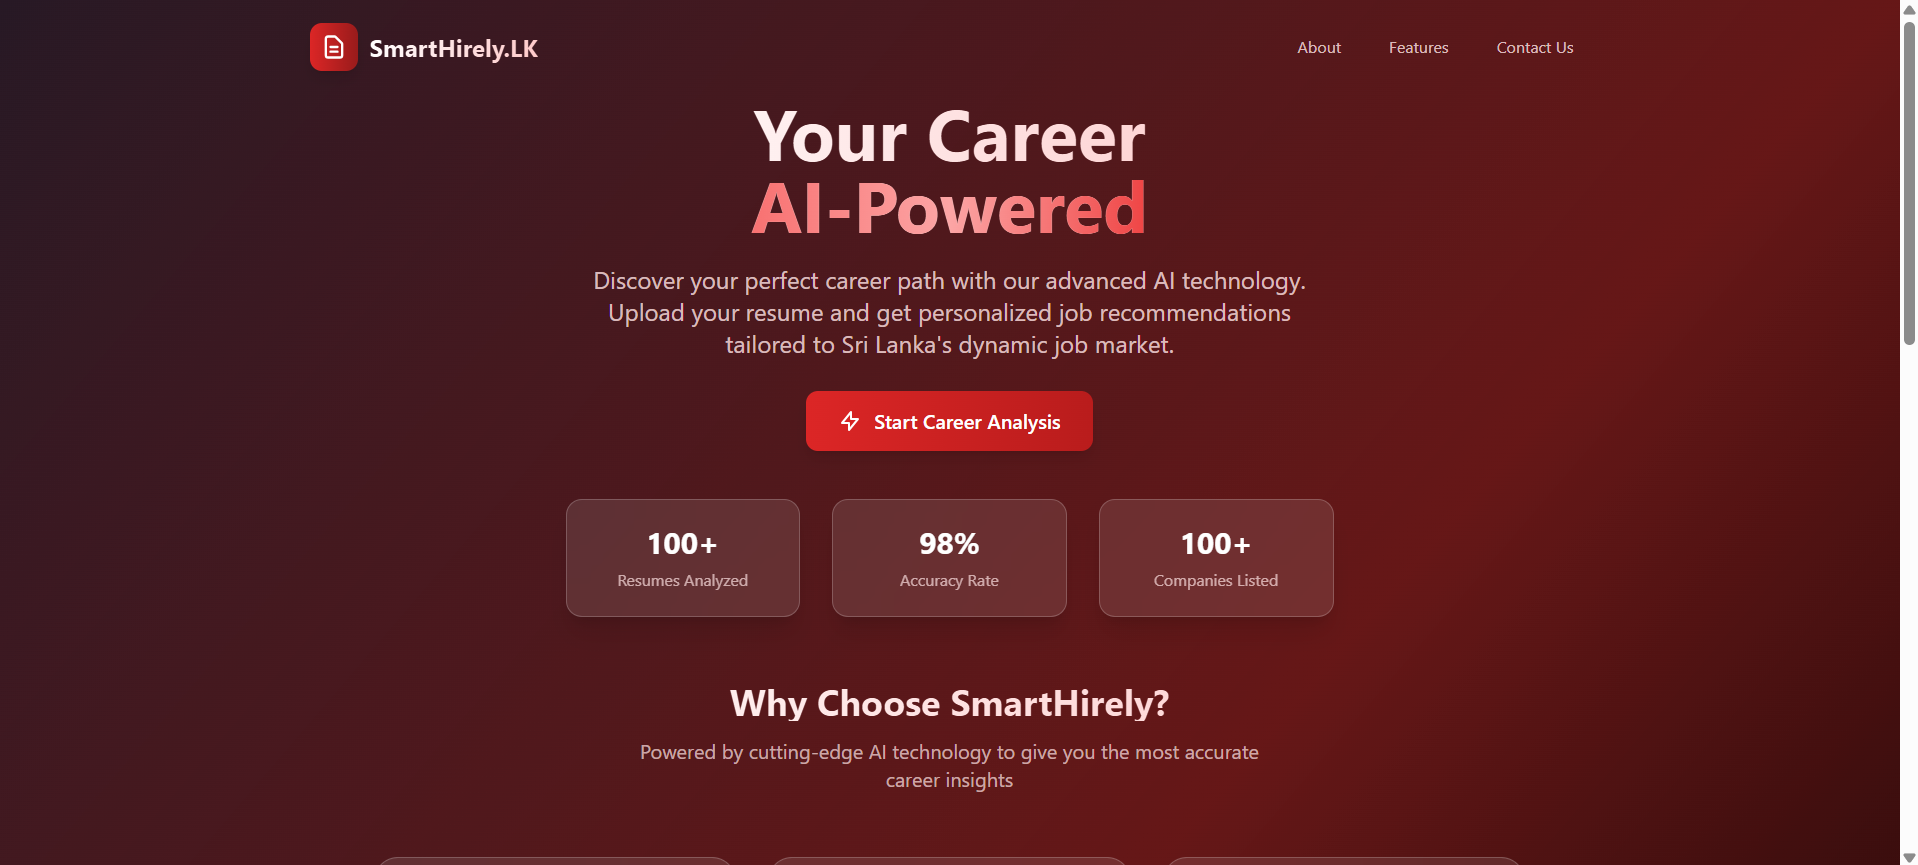 SmartHirely.LK
About
Features
Contact Us
Your Career
AI-Powered
Discover your perfect career path with our advanced AI technology.
Upload your resume and get personalized job recommendations
tailored to Sri Lanka's dynamic job market.
Start Career Analysis
100+
Resumes Analyzed
98%
Accuracy Rate
100+
Companies Listed
Why Choose SmartHirely?
Powered by cutting-edge AI technology to give you the most accurate
career insights